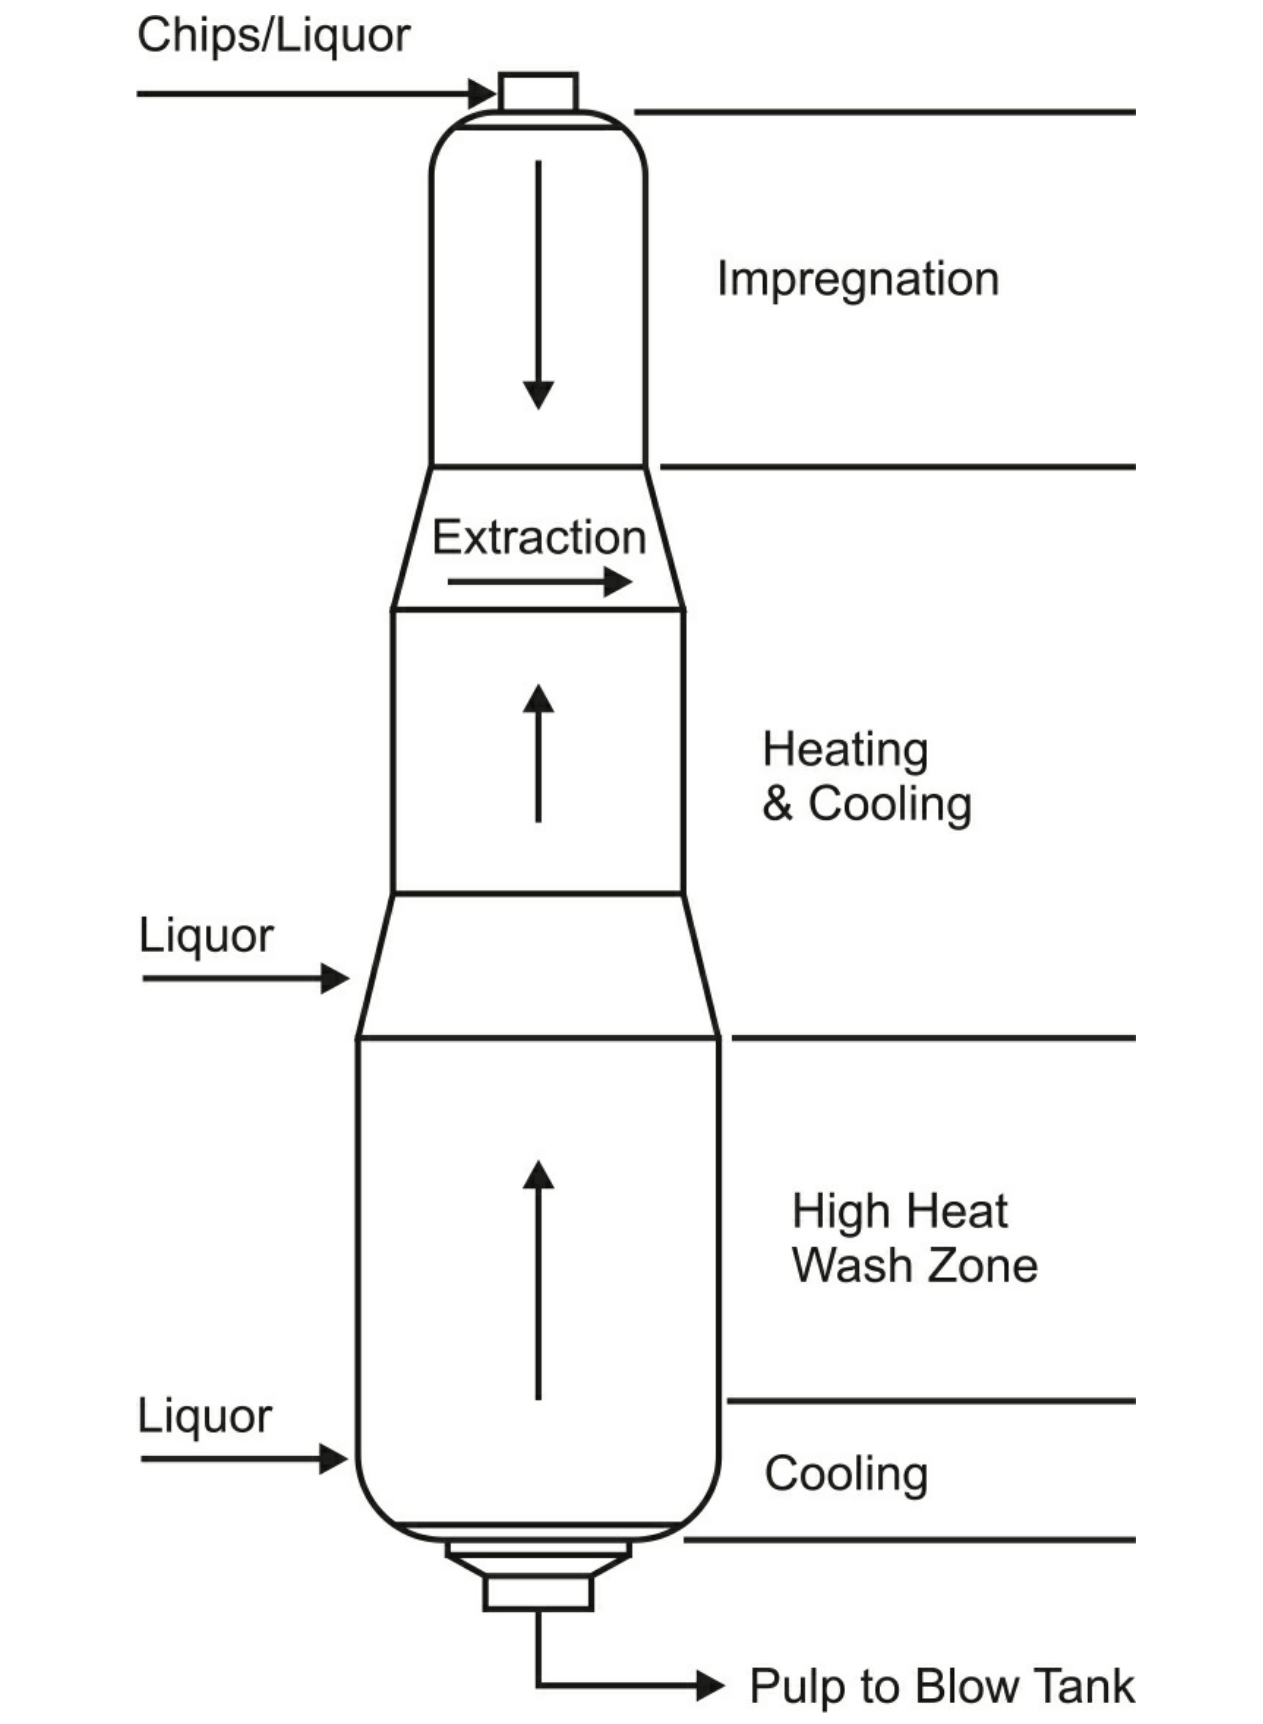 Chips/Liquor
Impregnation
Extraction
Heating
& Cooling
Liquor
High Heat
Wash Zone
Liquor
Cooling
Pulp to Blow Tank